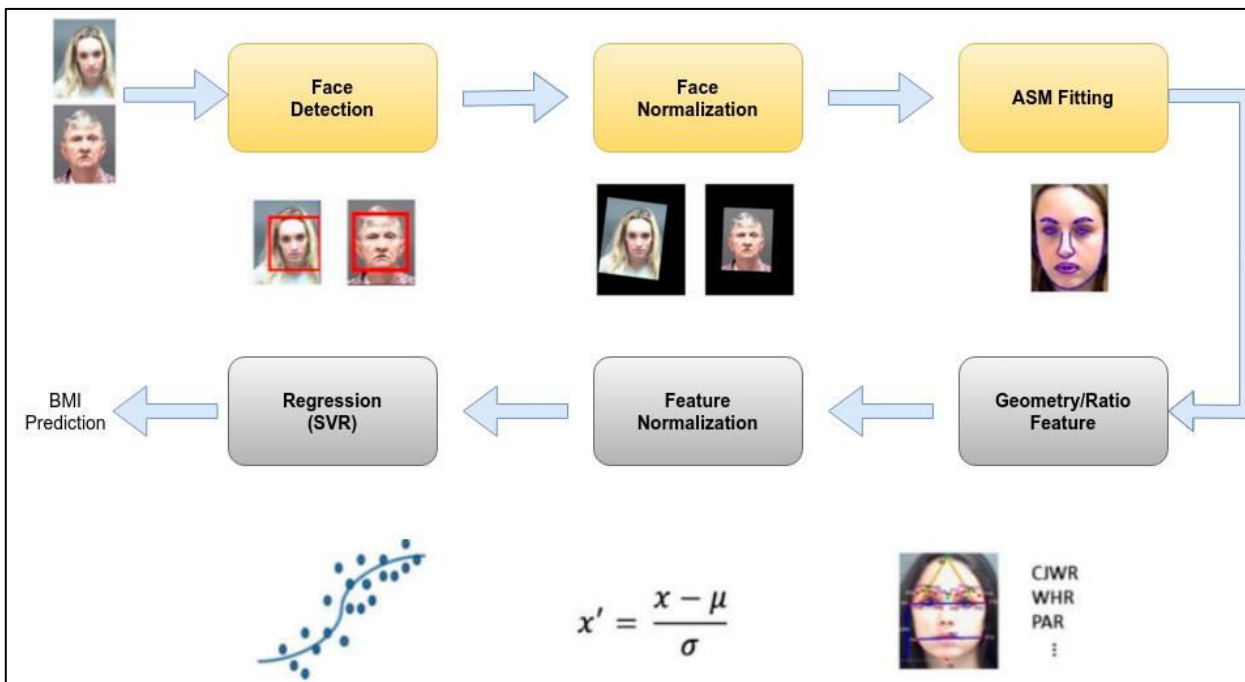 Face
Detection
Face
Normalization
ASM Fitting
Geometry/Ratio
Feature
Feature
Normalization
Regression
(SVR)
BMI
Prediction
CJWR
WHR
PAR
⋮
x′ = (x − μ)/σ